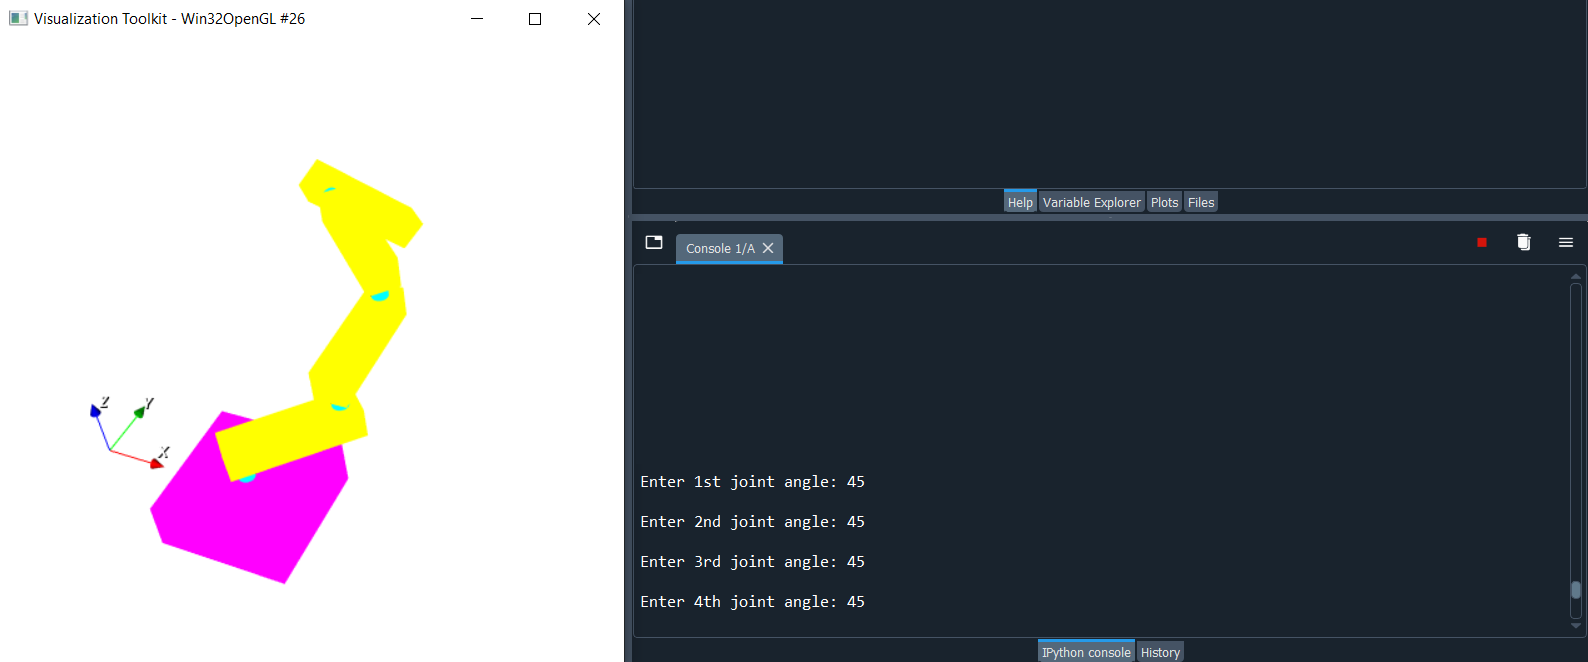 Visualization Toolkit - Win32OpenGL #26
Z
Y
X
Help Variable Explorer Plots Files
Console 1/A
Enter 1st joint angle: 45
Enter 2nd joint angle: 45
Enter 3rd joint angle: 45
Enter 4th joint angle: 45
IPython console History